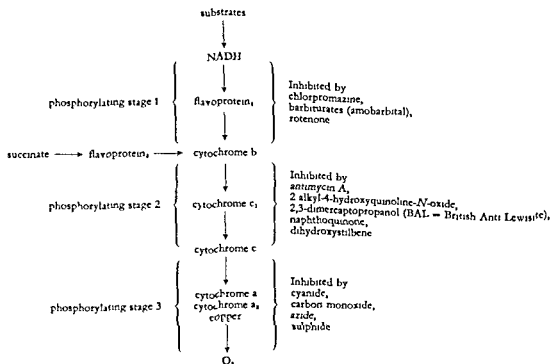 substrates
NADH
phosphorylating stage 1
flavoprotein₁
Inhibited by
chlorpromazine,
barbiturates (amobarbital),
rotenone
succinate → flavoproteinₛ → cytochrome b
phosphorylating stage 2
cytochrome c₁
Inhibited by
antimycin A,
2 alkyl-4-hydroxyquinoline-N-oxide,
2,3-dimercaptopropanol (BAL = British Anti Lewisite),
naphthoquinone,
dihydroxystilbene
cytochrome c
phosphorylating stage 3
cytochrome a
cytochrome a₃
copper
Inhibited by
cyanide,
carbon monoxide,
azide,
sulphide
O₂